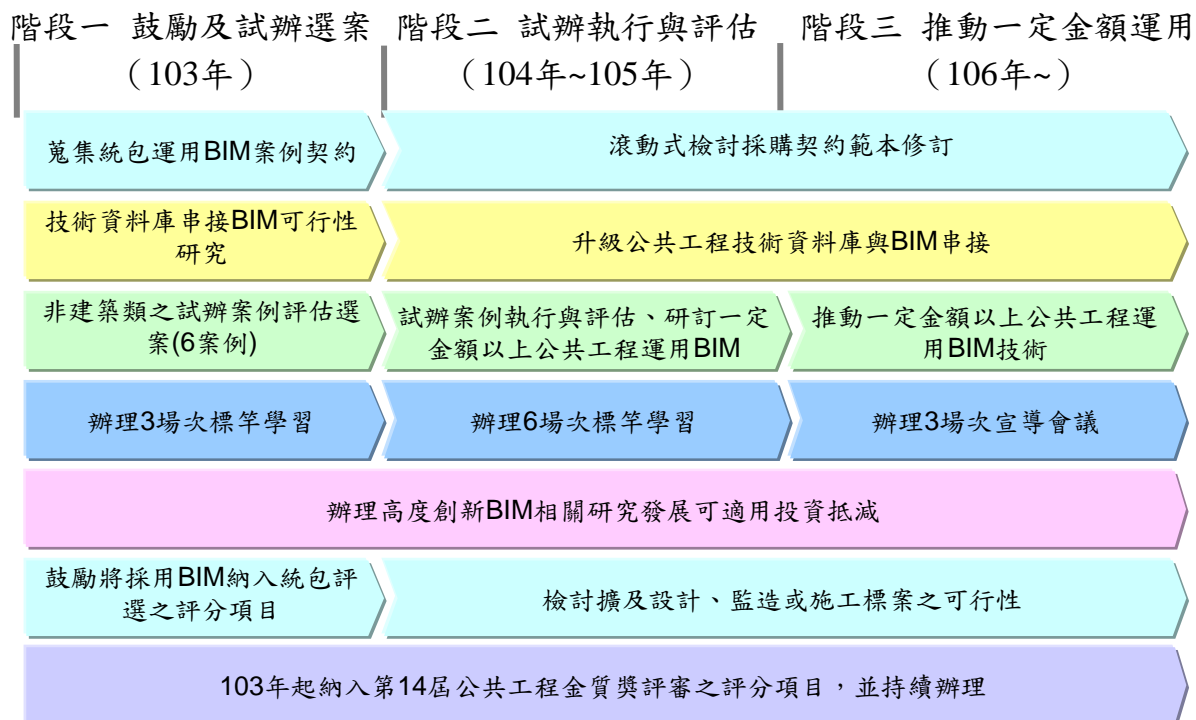 階段一 鼓勵及試辦選案
（103年）
階段二 試辦執行與評估
（104年~105年）
階段三 推動一定金額運用
（106年~）
蒐集統包運用BIM案例契約
滾動式檢討採購契約範本修訂
技術資料庫串接BIM可行性
研究
升級公共工程技術資料庫與BIM串接
非建築類之試辦案例評估選
案(6案例)
試辦案例執行與評估、研訂一定
金額以上公共工程運用BIM
推動一定金額以上公共工程運
用BIM技術
辦理3場次標竿學習
辦理6場次標竿學習
辦理3場次宣導會議
辦理高度創新BIM相關研究發展可適用投資抵減
鼓勵將採用BIM納入統包評
選之評分項目
檢討擴及設計、監造或施工標案之可行性
103年起納入第14屆公共工程金質獎評審之評分項目，並持續辦理